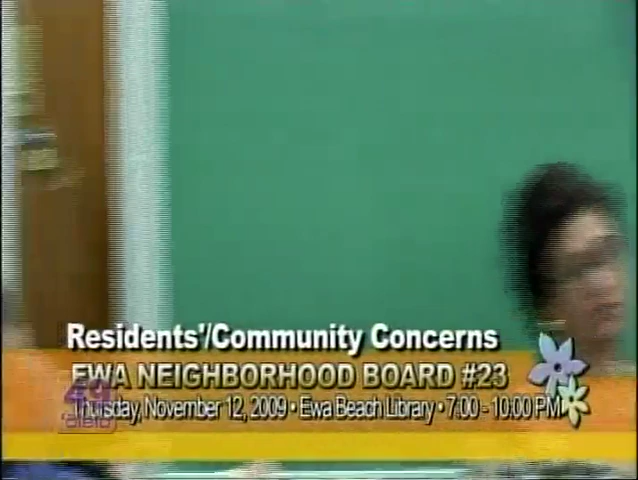 Residents'/Community Concerns
EWA NEIGHBORHOOD BOARD #23
49
Thursday, November 12, 2009 • Ewa Beach Library • 7:00 - 10:00 PM